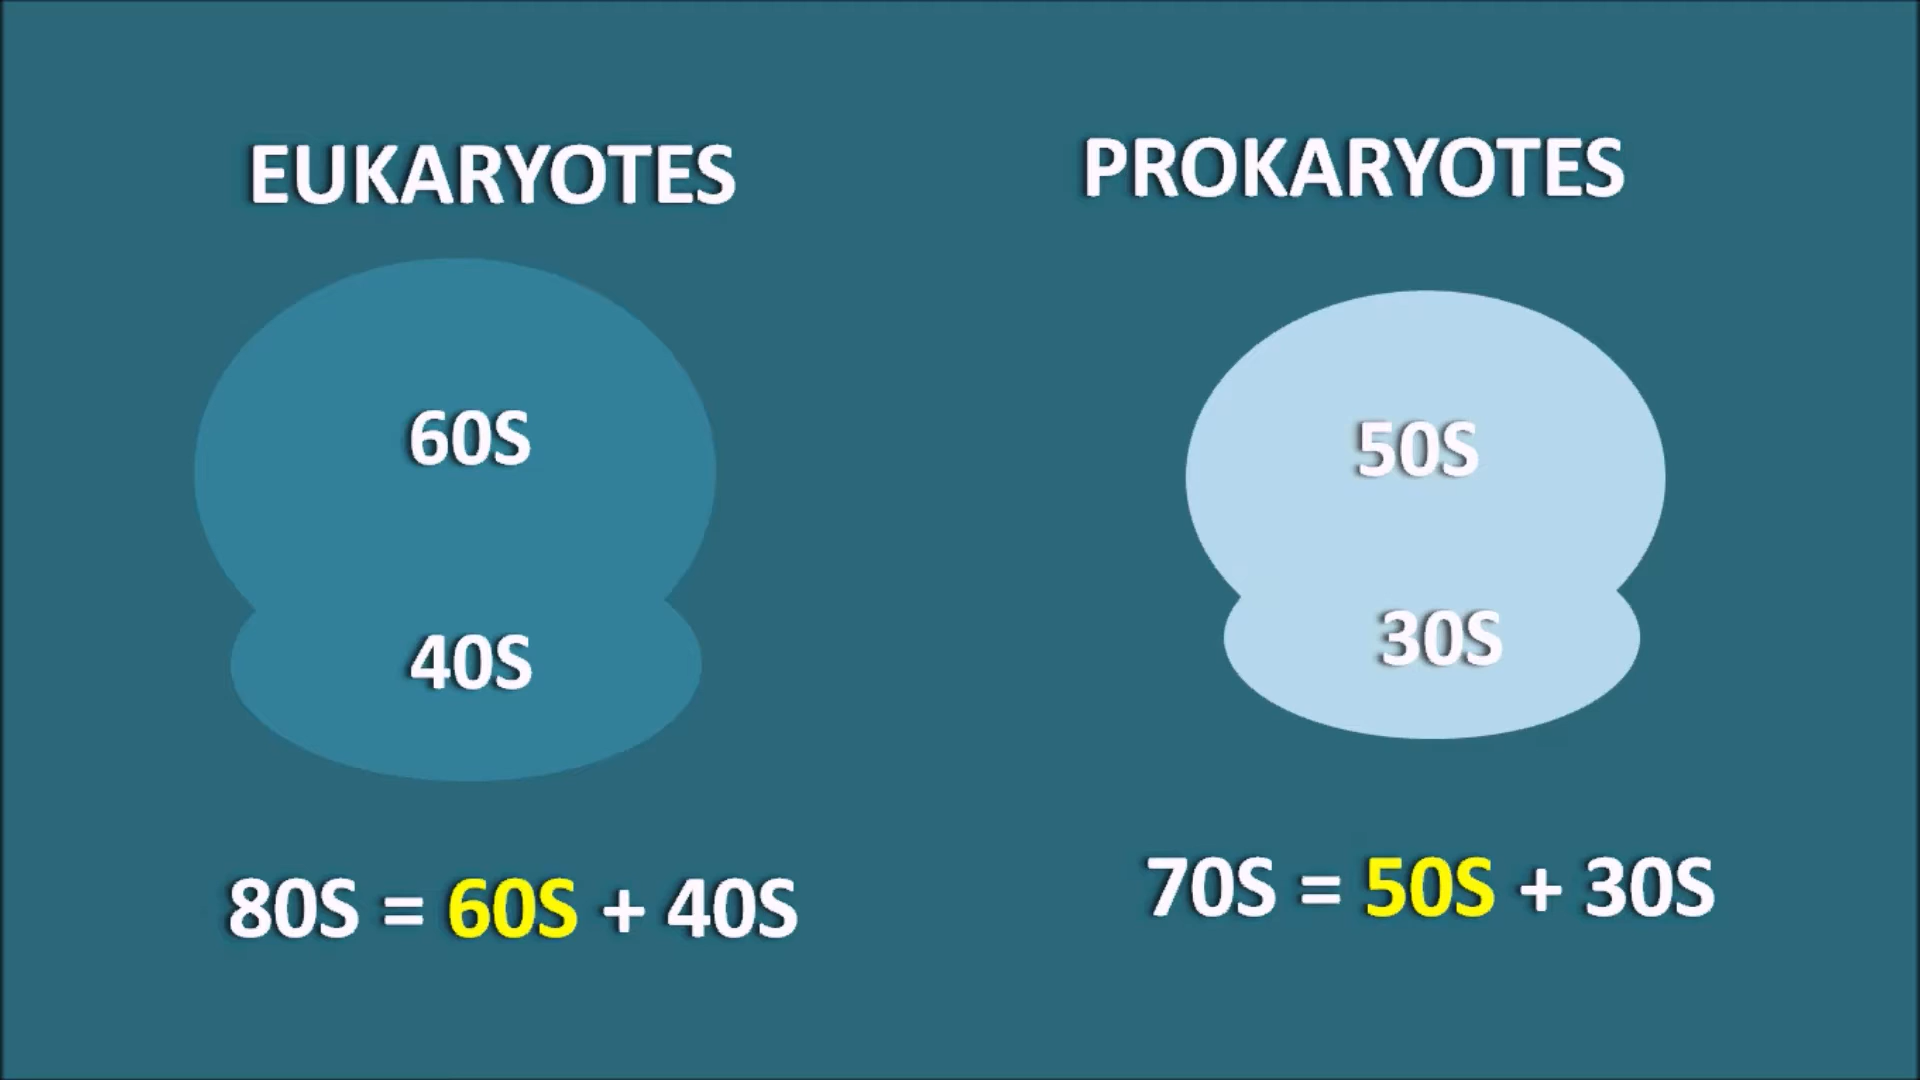 EUKARYOTES
60S
40S
80S = 60S + 40S
PROKARYOTES
50S
30S
70S = 50S + 30S